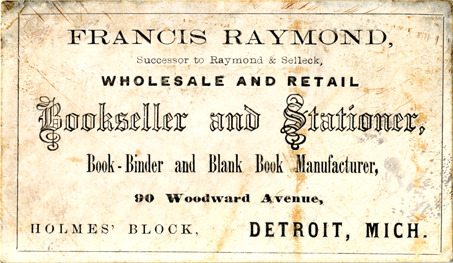 FRANCIS RAYMOND,
Successor to Raymond & Selleck,
WHOLESALE AND RETAIL
Bookseller and Stationer,
Book-Binder and Blank Book Manufacturer,
90 Woodward Avenue,
HOLMES' BLOCK, DETROIT, MICH.